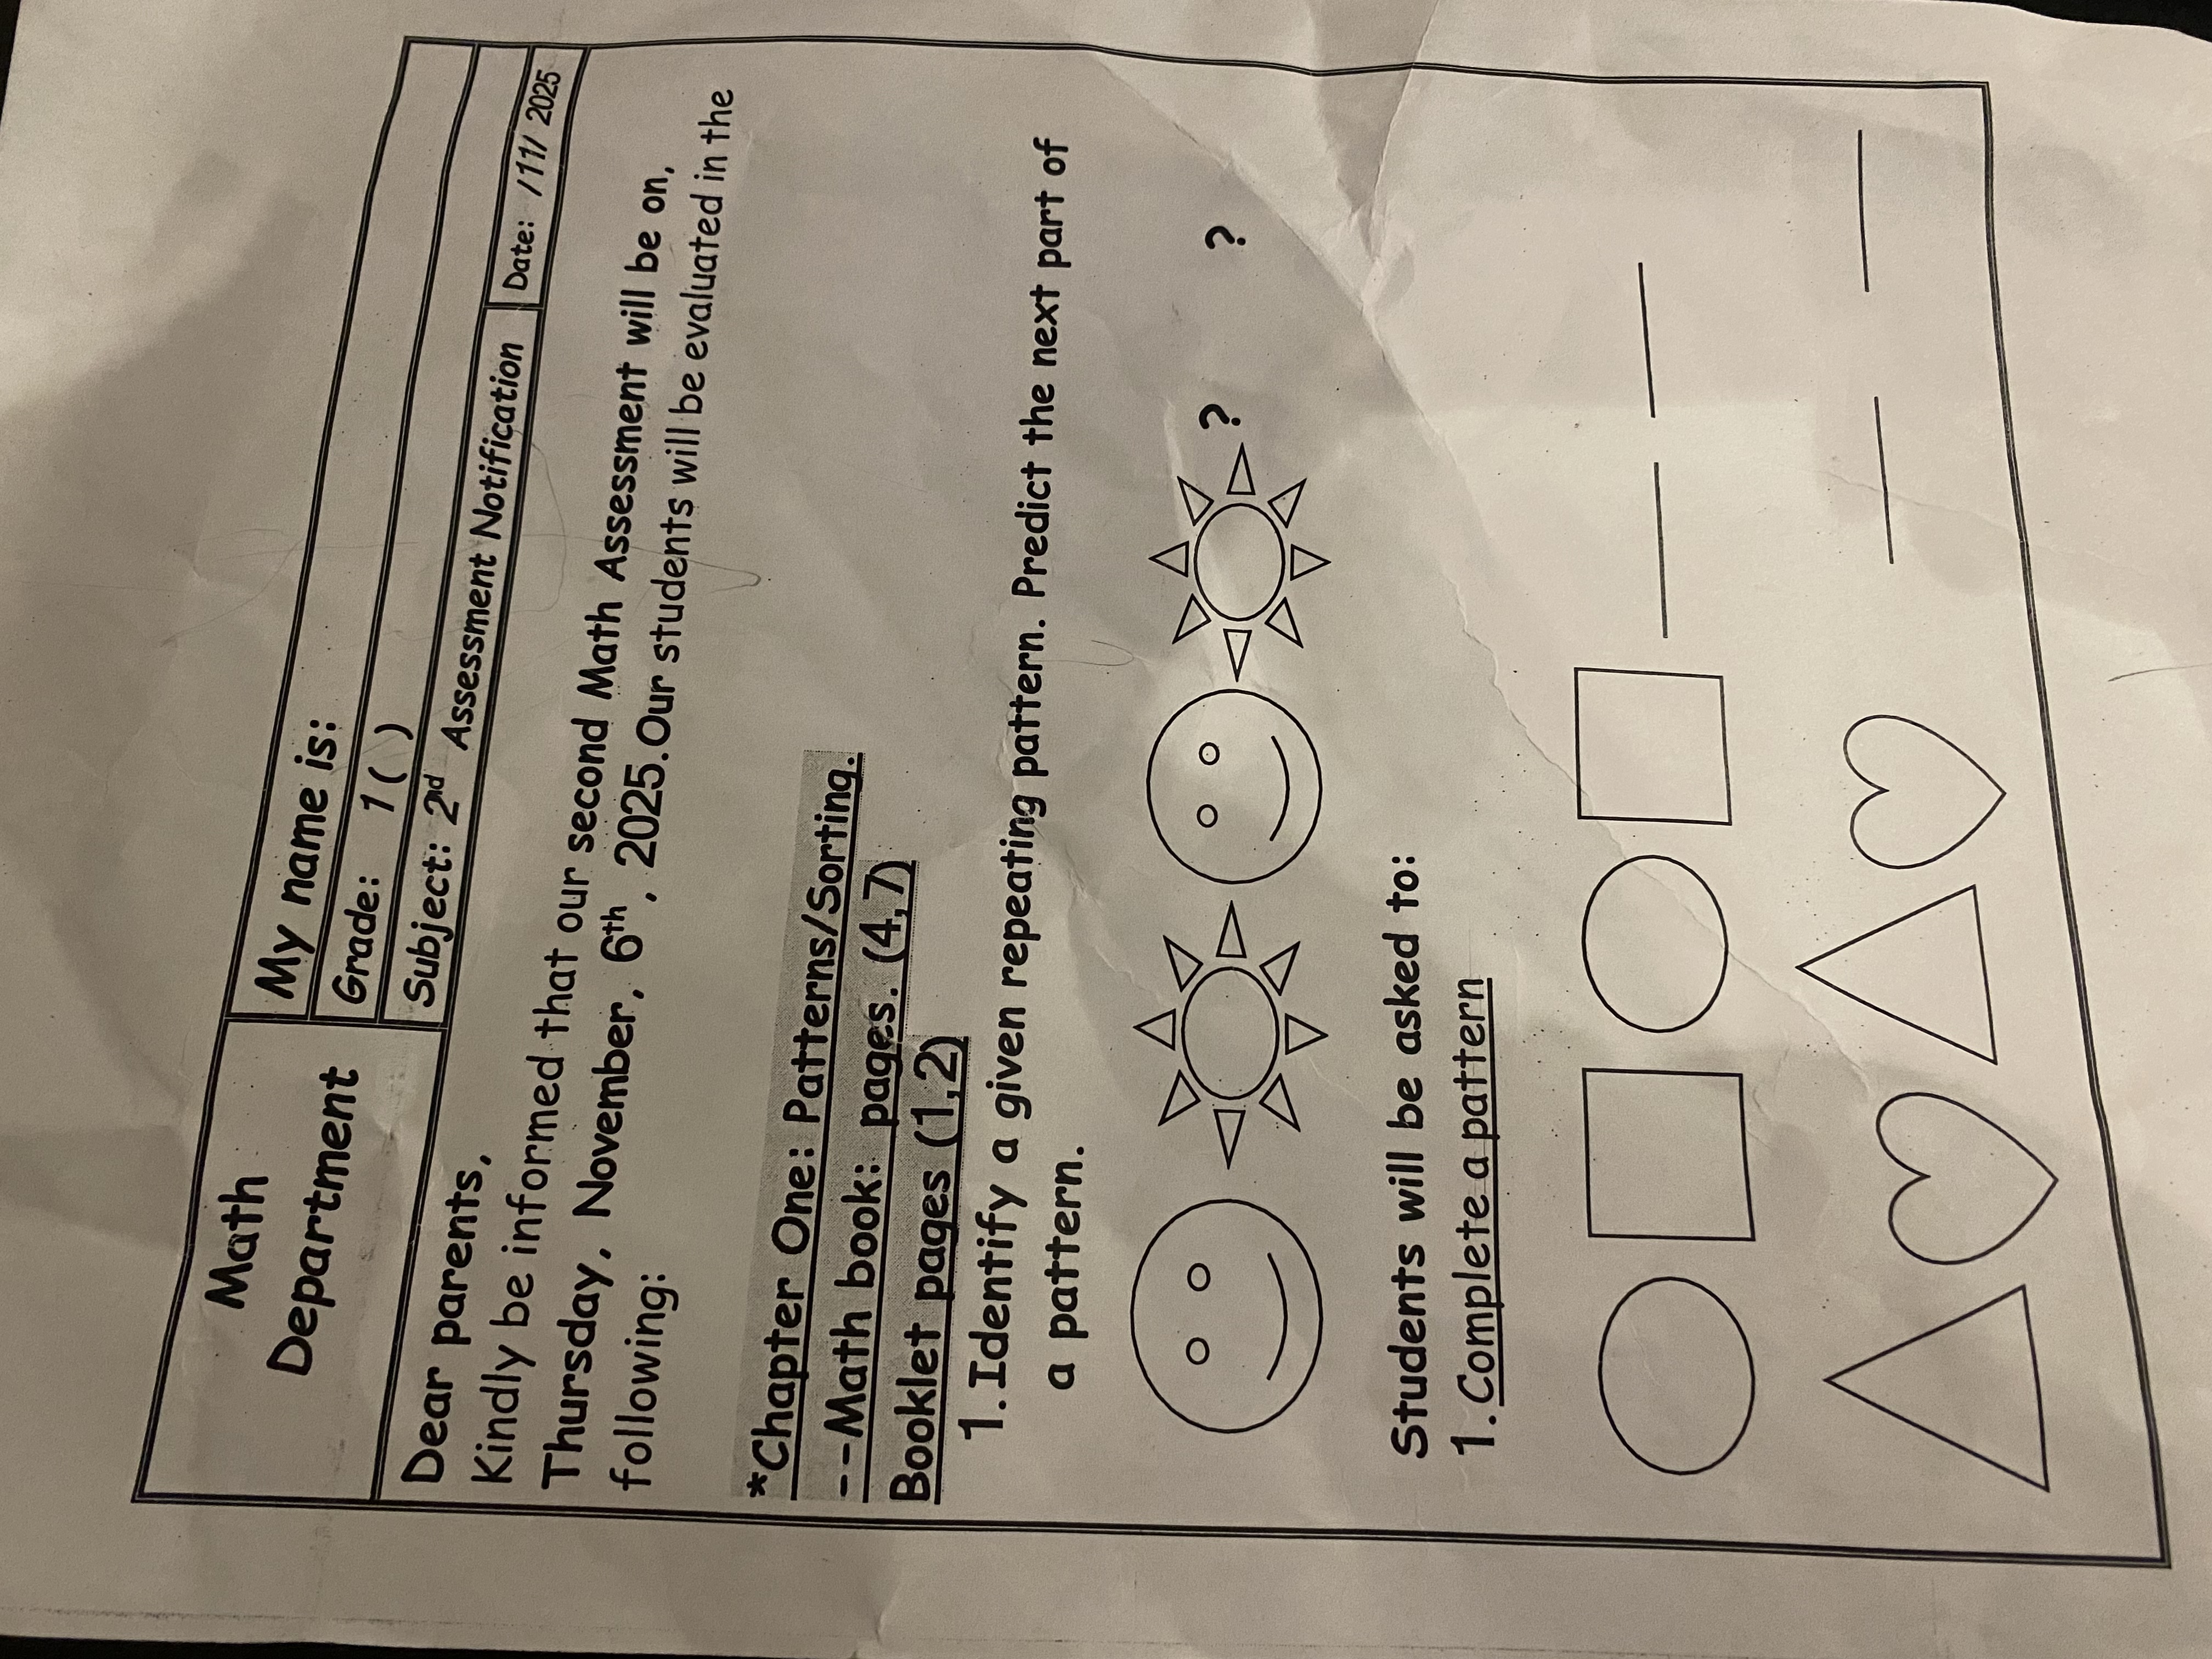 Math
Department
My name is:
Grade: 1 ( )
Subject: 2nd Assessment Notification
Date: /11/ 2025
Dear parents,
Kindly be informed that our second Math Assessment will be on,
Thursday, November, 6th, 2025.Our students will be evaluated in the
following:
*Chapter One: Patterns/Sorting.
--Math book: pages. (4,7)
Booklet pages (1,2)
1.Identify a given repeating pattern. Predict the next part of
a pattern.
? ?
Students will be asked to:
1.Complete a pattern